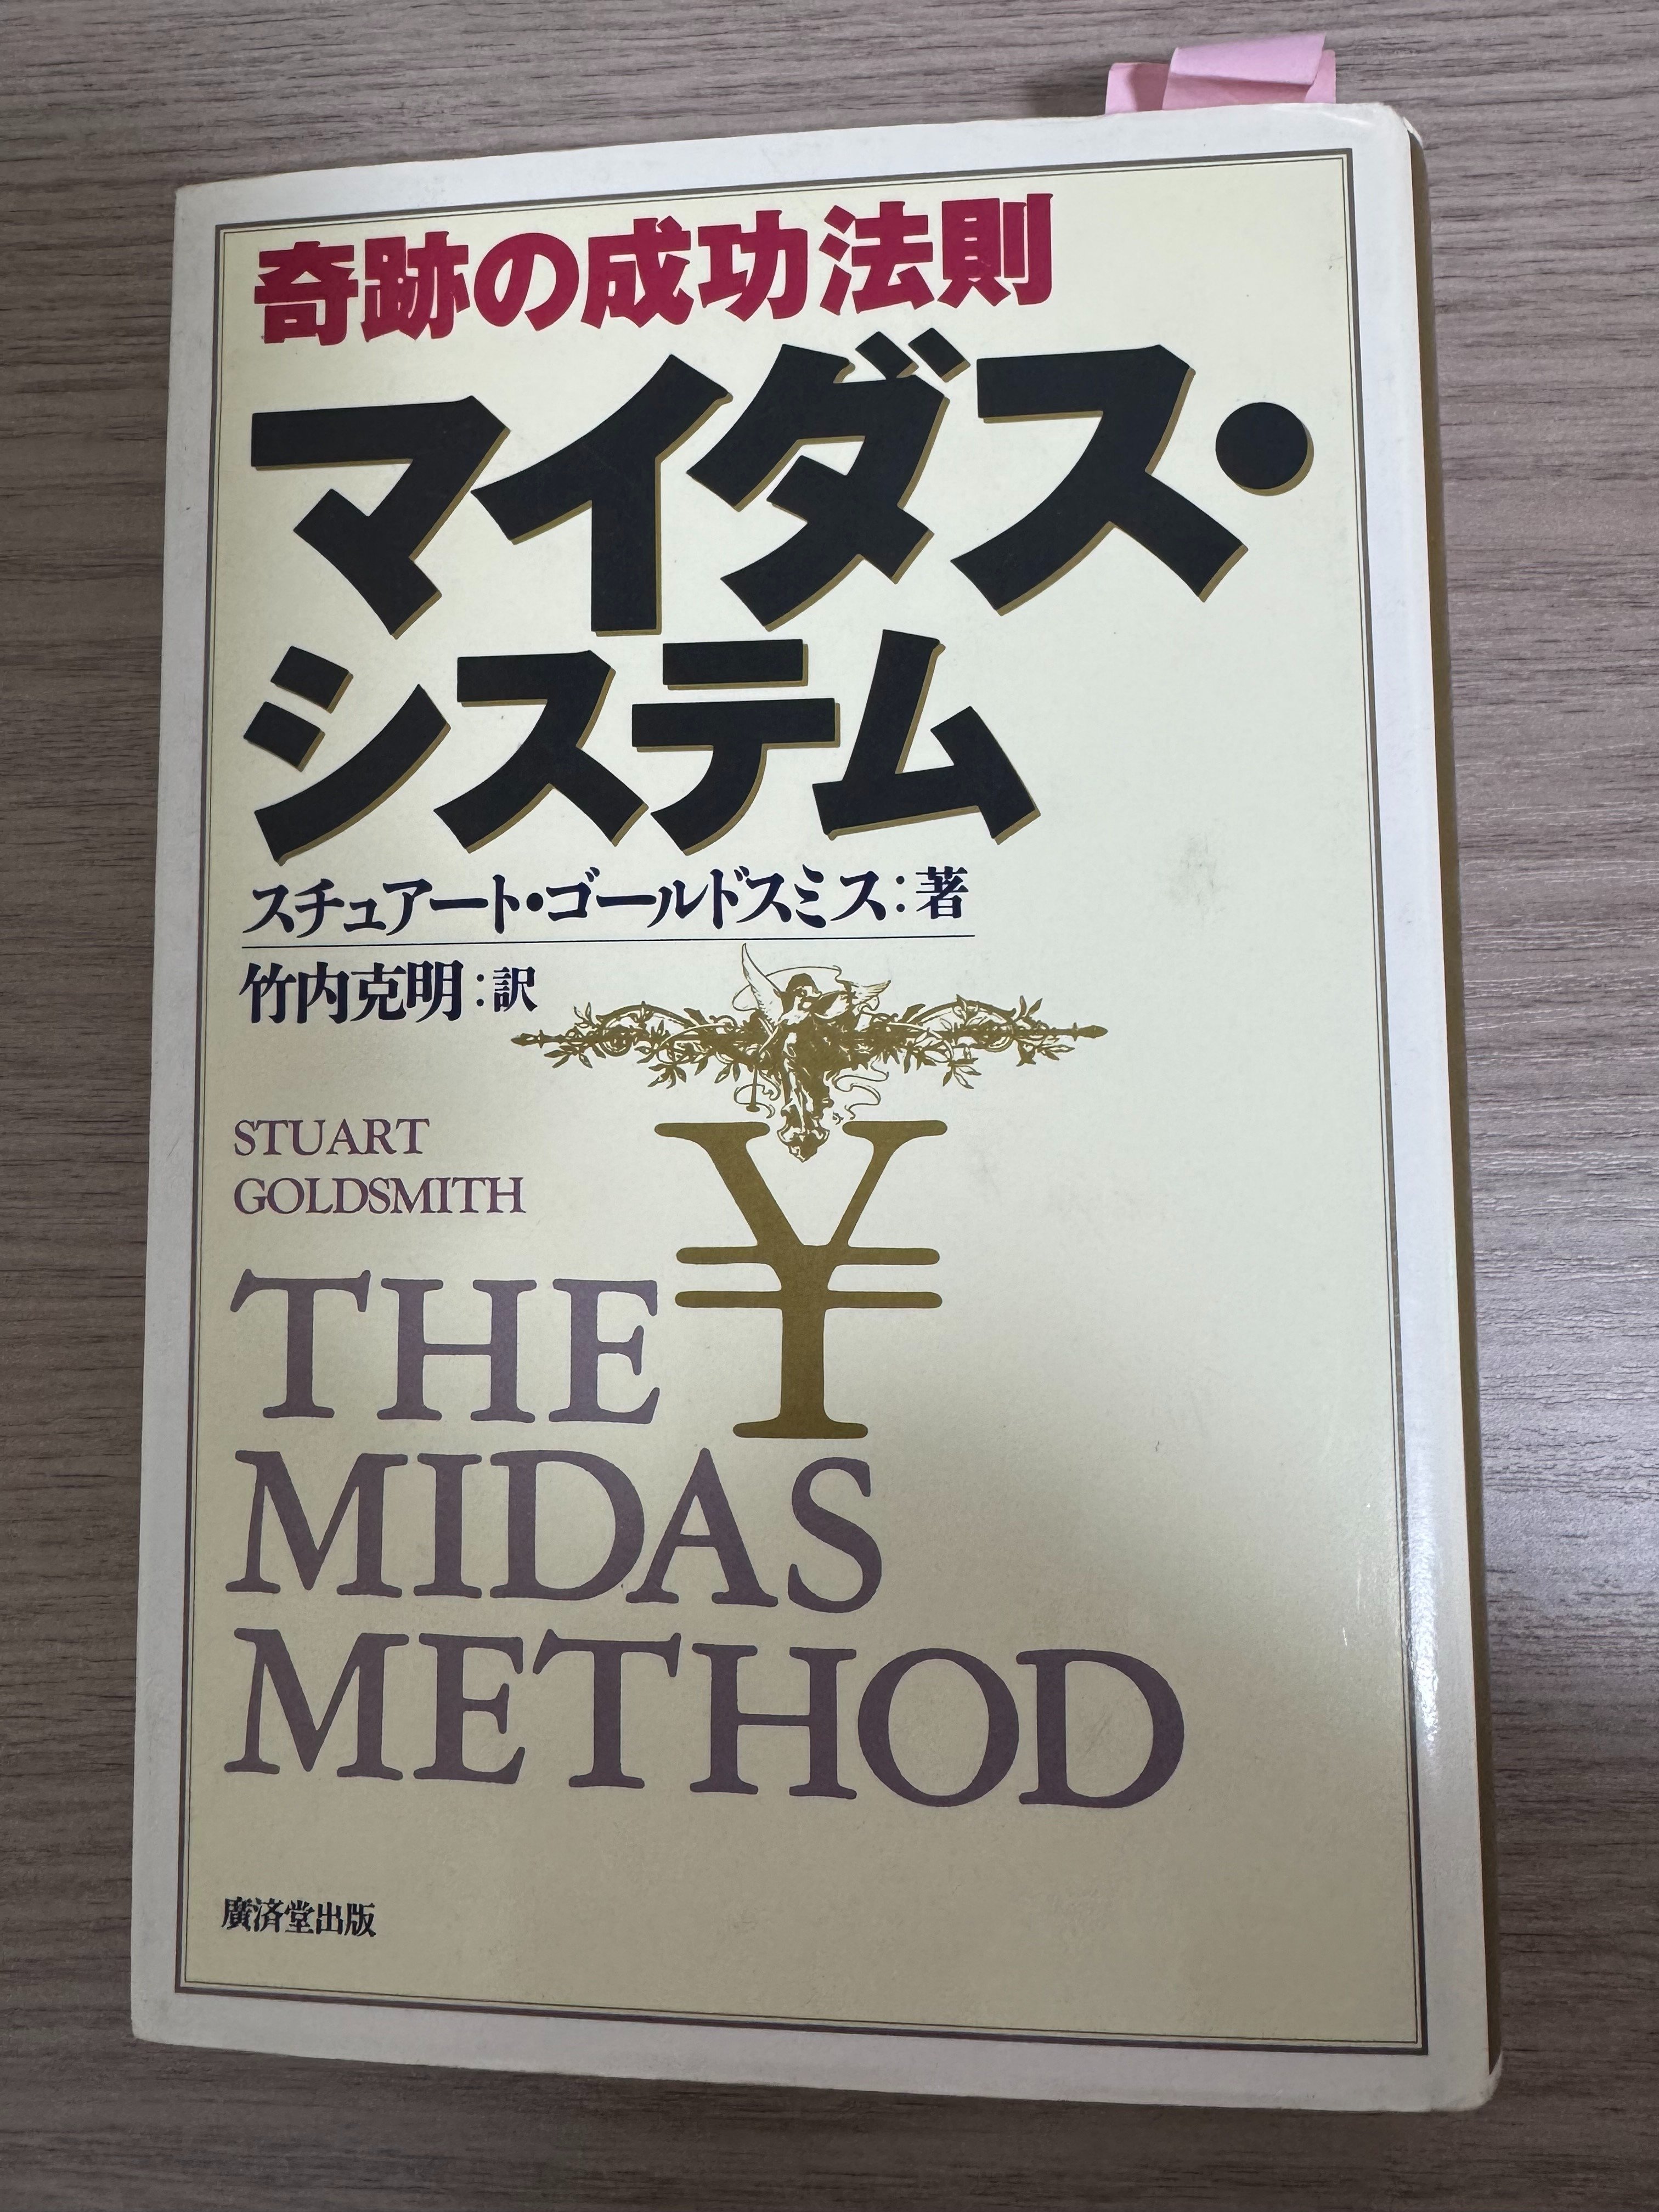 奇跡の成功法則
マイダス・
システム
スチュアート・ゴールドスミス:著
竹内克明:訳
STUART
GOLDSMITH
¥
THE
MIDAS
METHOD
廣済堂出版